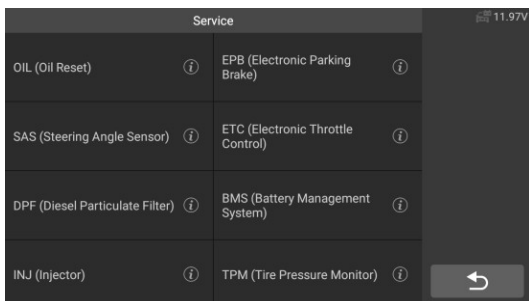 Service
11.97V
OIL (Oil Reset)
EPB (Electronic Parking
Brake)
SAS (Steering Angle Sensor)
ETC (Electronic Throttle
Control)
DPF (Diesel Particulate Filter)
BMS (Battery Management
System)
INJ (Injector)
TPM (Tire Pressure Monitor)